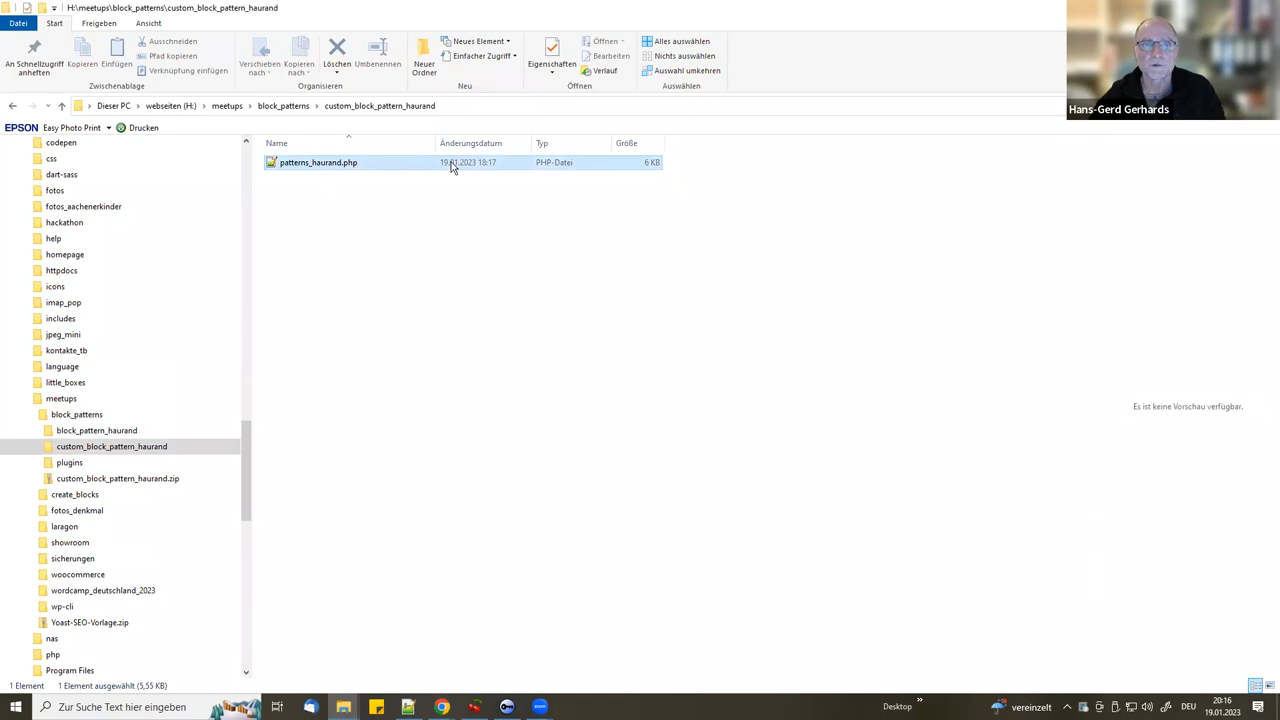 H:\meetups\block_patterns\custom_block_pattern_haurand
Datei Start Freigeben Ansicht
An Schnellzugriff anheften
Kopieren
Einfügen
Ausschneiden
Pfad kopieren
Verknüpfung einfügen
Zwischenablage
Verschieben nach
Kopieren nach
Löschen
Umbenennen
Organisieren
Neuer Ordner
Neues Element
Einfacher Zugriff
Neu
Eigenschaften
Öffnen
Bearbeiten
Verlauf
Öffnen
Alles auswählen
Nichts auswählen
Auswahl umkehren
Auswählen
Hans-Gerd Gerhards
Dieser PC webseiten (H:) meetups block_patterns custom_block_pattern_haurand
EPSON Easy Photo Print Drucken
Name Änderungsdatum Typ Größe
patterns_haurand.php 19.01.2023 18:17 PHP-Datei 6 KB
codepen
css
dart-sass
fotos
fotos_aachenerkinder
hackathon
help
homepage
httpdocs
icons
imap_pop
includes
jpeg_mini
kontakte_tb
language
little_boxes
meetups
block_patterns
block_pattern_haurand
custom_block_pattern_haurand
plugins
custom_block_pattern_haurand.zip
create_blocks
fotos_denkmal
laragon
showroom
sicherungen
woocommerce
wordcamp_deutschland_2023
wp-cli
Yoast-SEO-Vorlage.zip
nas
php
Program Files
Es ist keine Vorschau verfügbar.
1 Element 1 Element ausgewählt (5,55 KB)
Zur Suche Text hier eingeben
Desktop
vereinzelt
DEU
20:16
19.01.2023